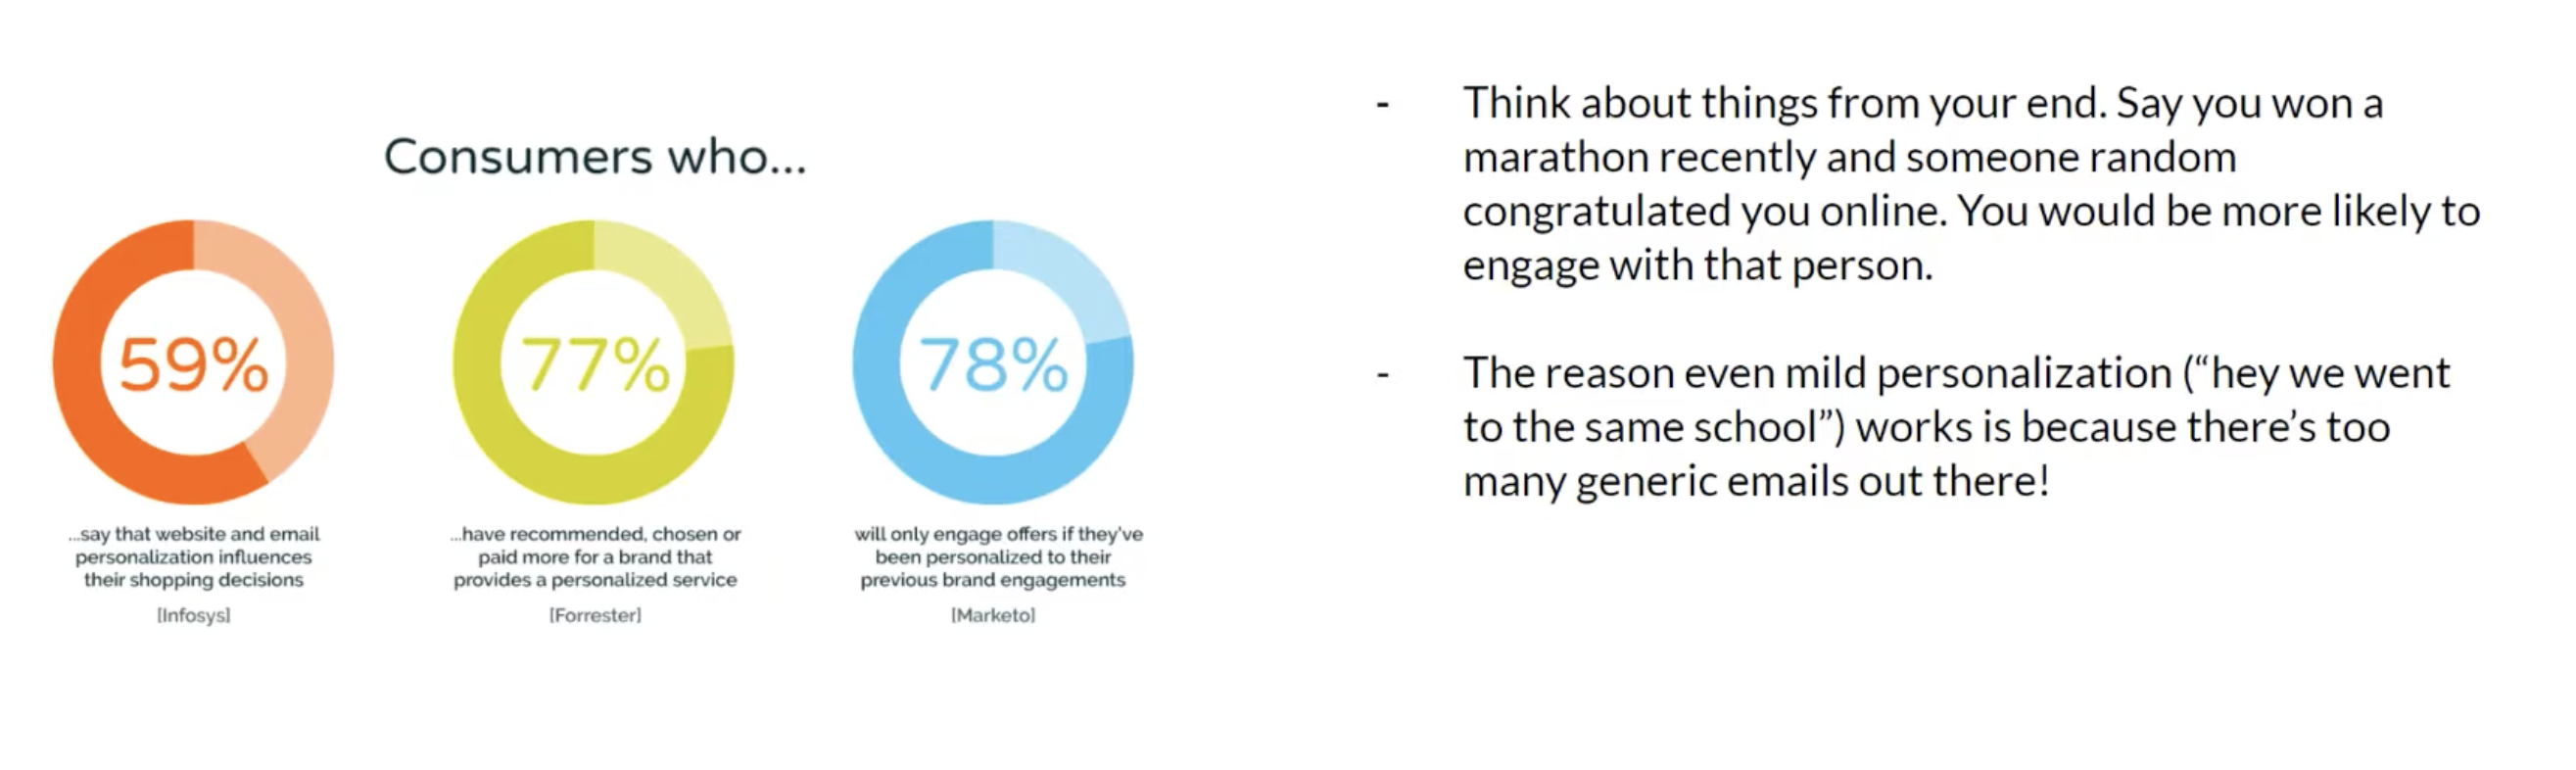 Consumers who...
59%
...say that website and email
personalization influences
their shopping decisions
[Infosys]
77%
...have recommended, chosen or
paid more for a brand that
provides a personalized service
[Forrester]
78%
will only engage offers if they've
been personalized to their
previous brand engagements
[Marketo]
- Think about things from your end. Say you won a
marathon recently and someone random
congratulated you online. You would be more likely to
engage with that person.
- The reason even mild personalization (“hey we went
to the same school”) works is because there’s too
many generic emails out there!